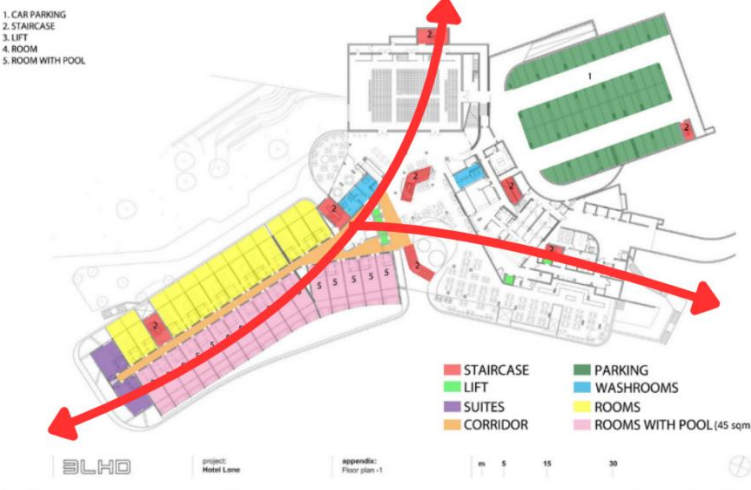 1. CAR PARKING
2. STAIRCASE
3. LIFT
4. ROOM
5. ROOM WITH POOL
2
1
2
2
2
2
2
2
2
5 5 5 5 5
STAIRCASE
LIFT
SUITES
CORRIDOR
PARKING
WASHROOMS
ROOMS
ROOMS WITH POOL (45 sqm
3LHD
project:
Hotel Lone
appendix:
Floor plan -1
m 5 15 30